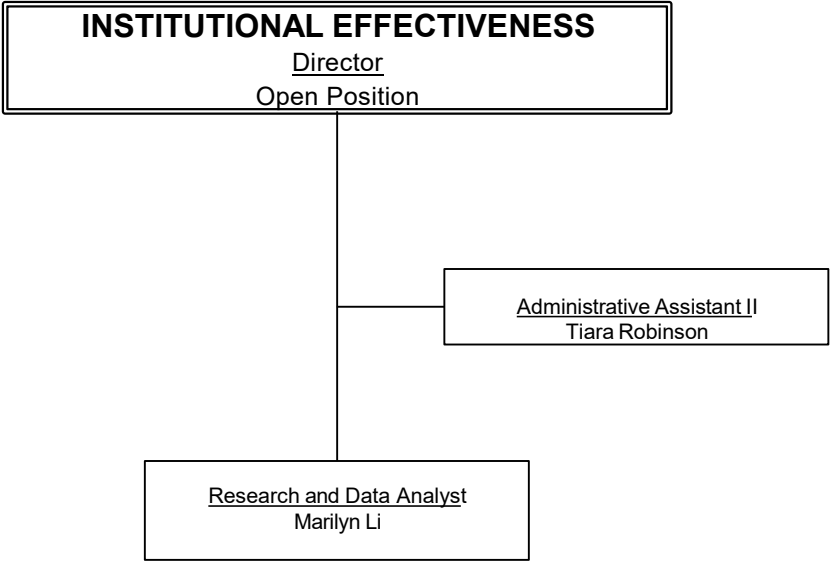 INSTITUTIONAL EFFECTIVENESS
Director
Open Position
Administrative Assistant II
Tiara Robinson
Research and Data Analyst
Marilyn Li